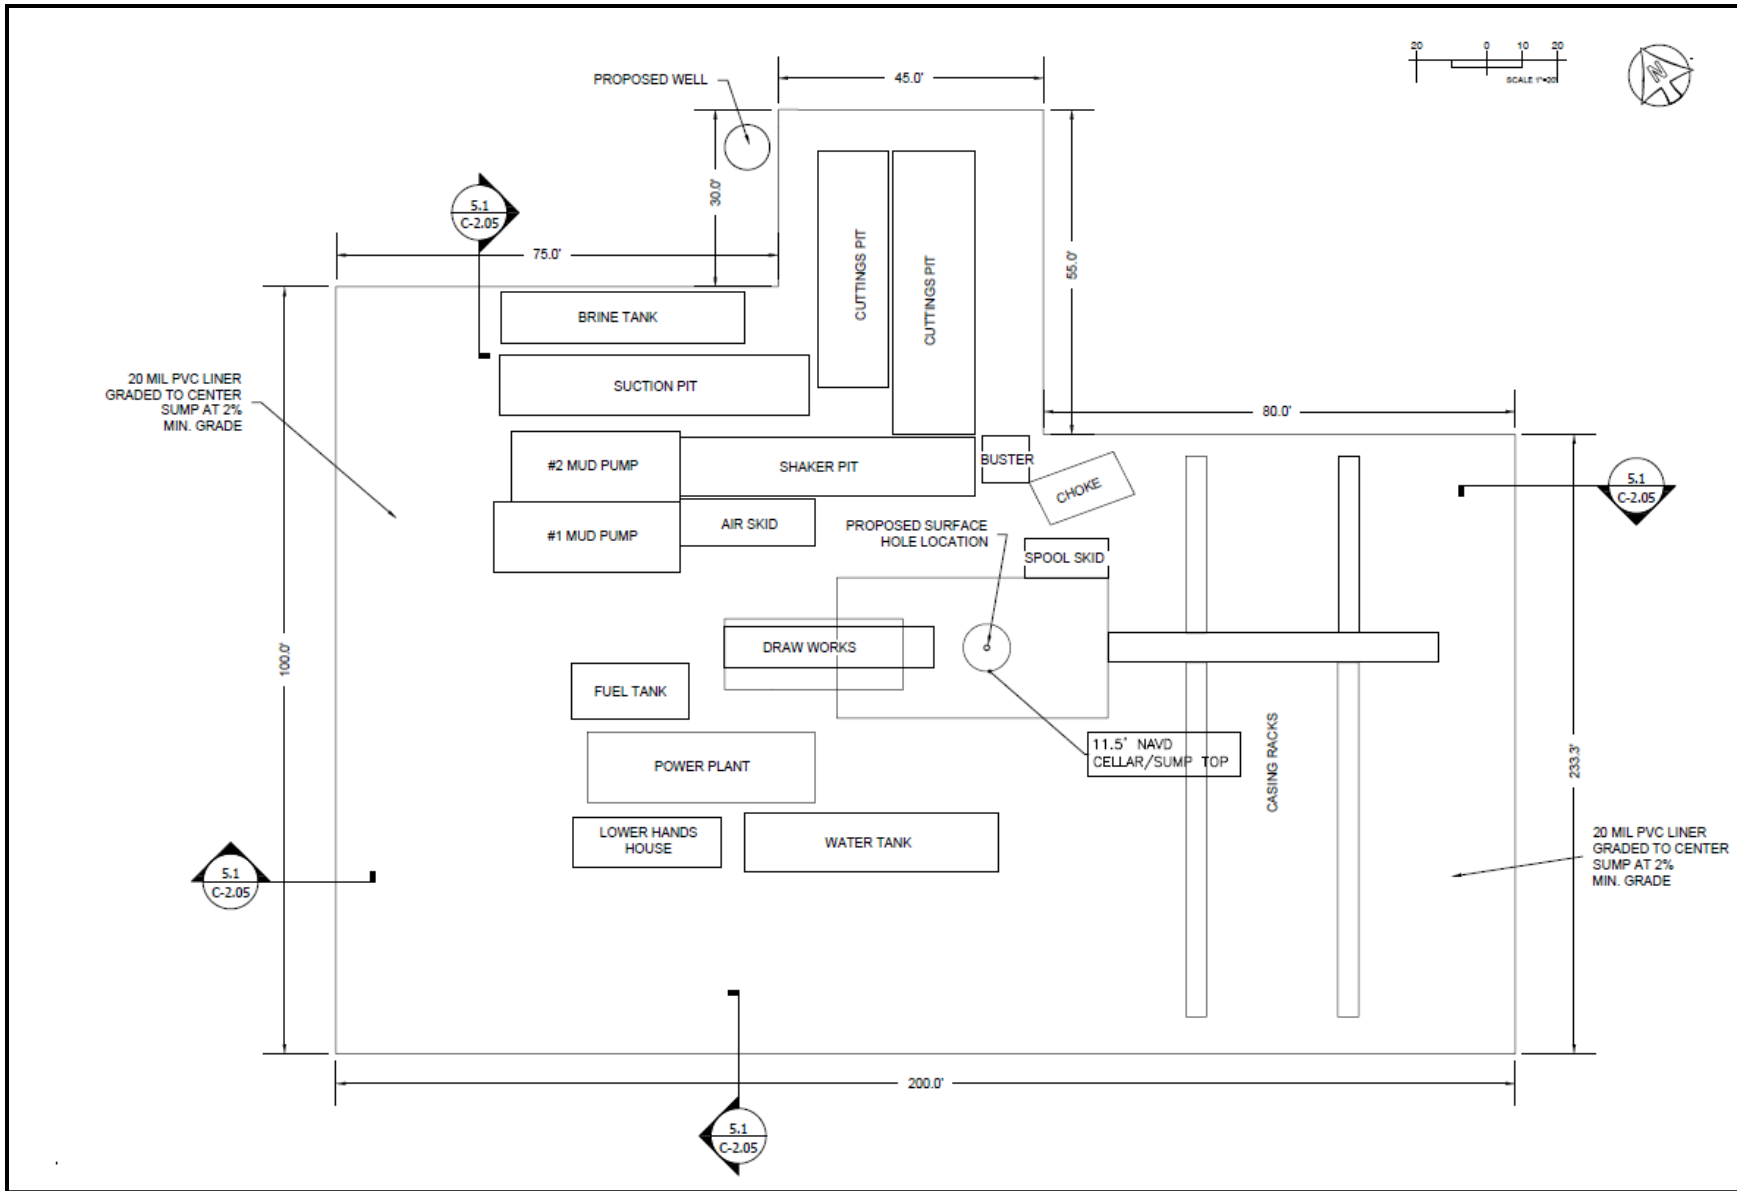 20 0 10 20
SCALE 1"=20'
N
PROPOSED WELL
45.0'
30.0'
5.1
C-2.05
75.0'
55.0'
CUTTINGS PIT
CUTTINGS PIT
BRINE TANK
SUCTION PIT
20 MIL PVC LINER
GRADED TO CENTER
SUMP AT 2%
MIN. GRADE
80.0'
#2 MUD PUMP
SHAKER PIT
BUSTER
CHOKE
5.1
C-2.05
#1 MUD PUMP
AIR SKID
PROPOSED SURFACE
HOLE LOCATION
SPOOL SKID
100.0'
DRAW WORKS
FUEL TANK
11.5' NAVD
CELLAR/SUMP TOP
CASING RACKS
233.3'
POWER PLANT
LOWER HANDS
HOUSE
WATER TANK
20 MIL PVC LINER
GRADED TO CENTER
SUMP AT 2%
MIN. GRADE
5.1
C-2.05
200.0'
5.1
C-2.05